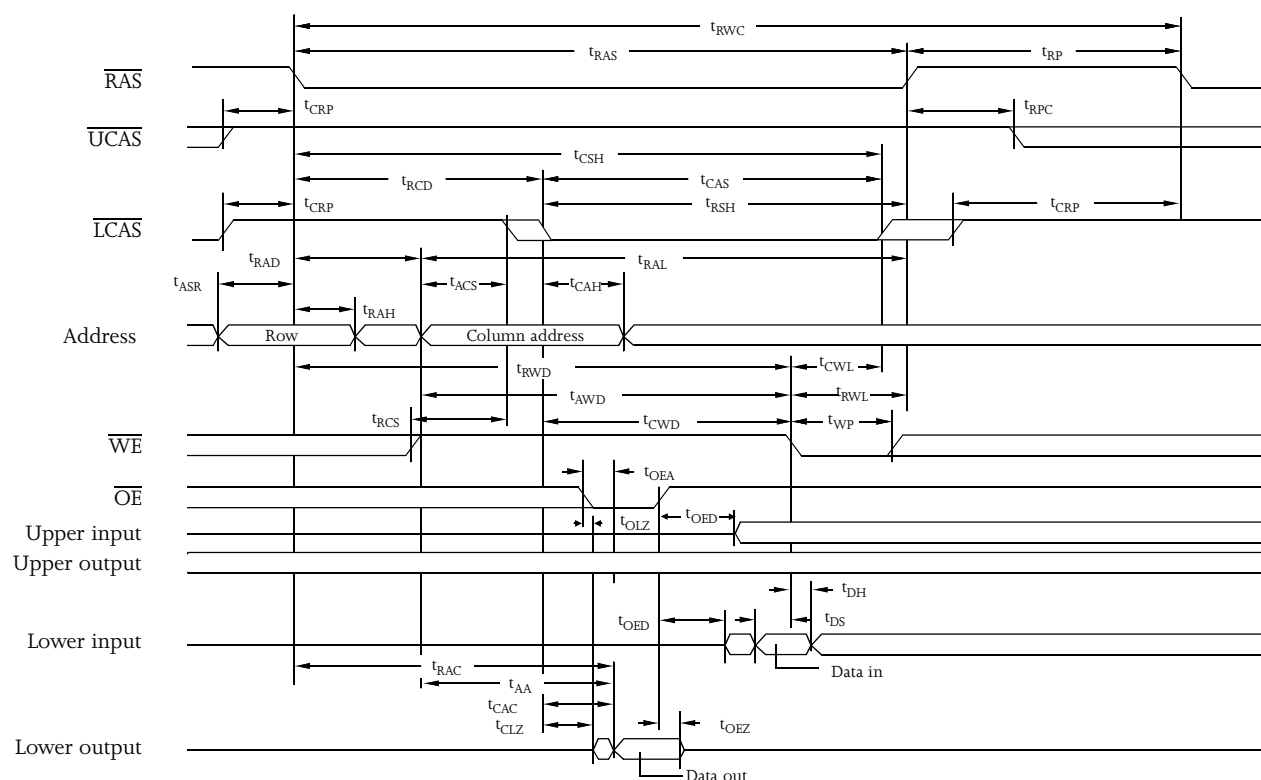 tRWC
tRAS
tRP
RAS
tCRP
tRPC
UCAS
tCSH
tRCD
tCAS
tCRP
tRSH
tCRP
LCAS
tRAD
tRAL
tASR
tACS
tCAH
tRAH
Address
Row
Column address
tRWD
tCWL
tAWD
tRWL
tRCS
tCWD
tWP
WE
tOEA
OE
tOLZ
tOED
Upper input
Upper output
tDH
tOED
tDS
Lower input
tRAC
Data in
tAA
tCAC
tCLZ
tOEZ
Lower output
Data out